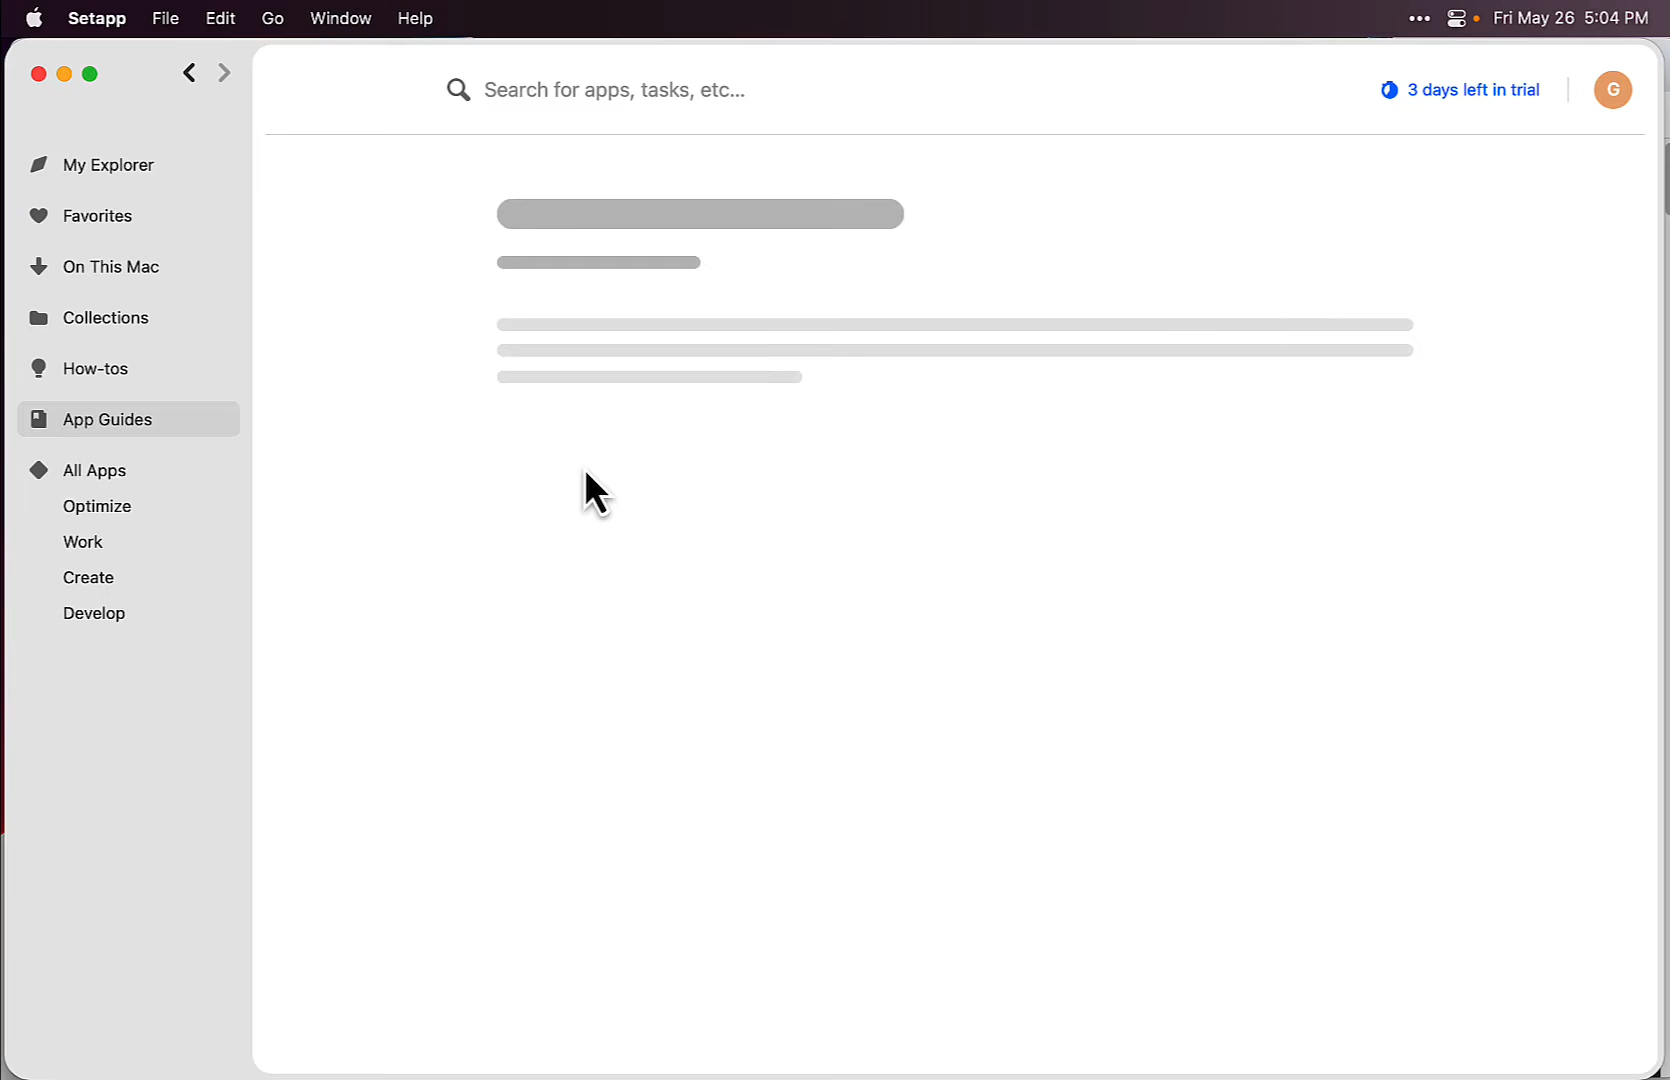 Setapp File Edit Go Window Help ••• Fri May 26 5:04 PM
Search for apps, tasks, etc...
3 days left in trial
G
My Explorer
Favorites
On This Mac
Collections
How-tos
App Guides
All Apps
Optimize
Work
Create
Develop